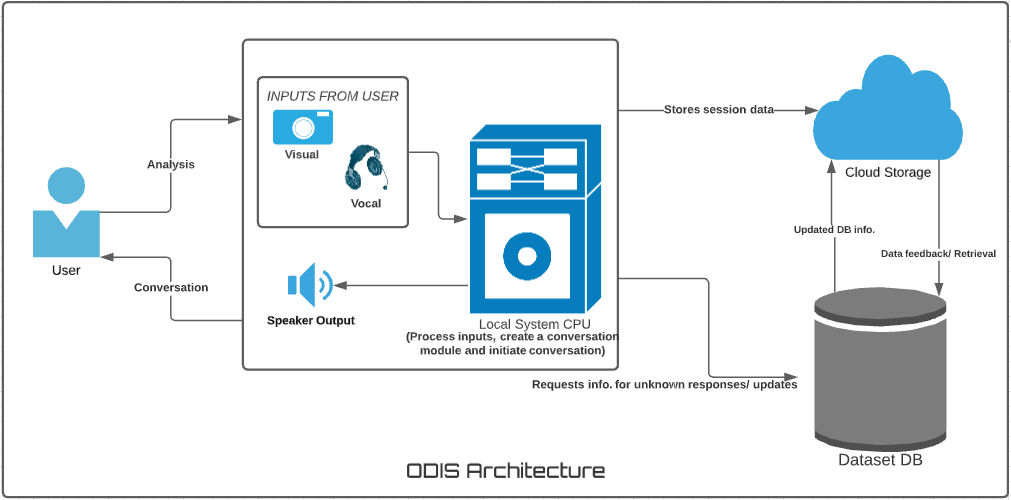 INPUTS FROM USER
Visual
Vocal
Analysis
User
Conversation
Speaker Output
Local System CPU
(Process inputs, create a conversation
module and initiate conversation)
Stores session data
Cloud Storage
Updated DB info.
Data feedback/ Retrieval
Requests info. for unknown responses/ updates
Dataset DB
ODIS Architecture